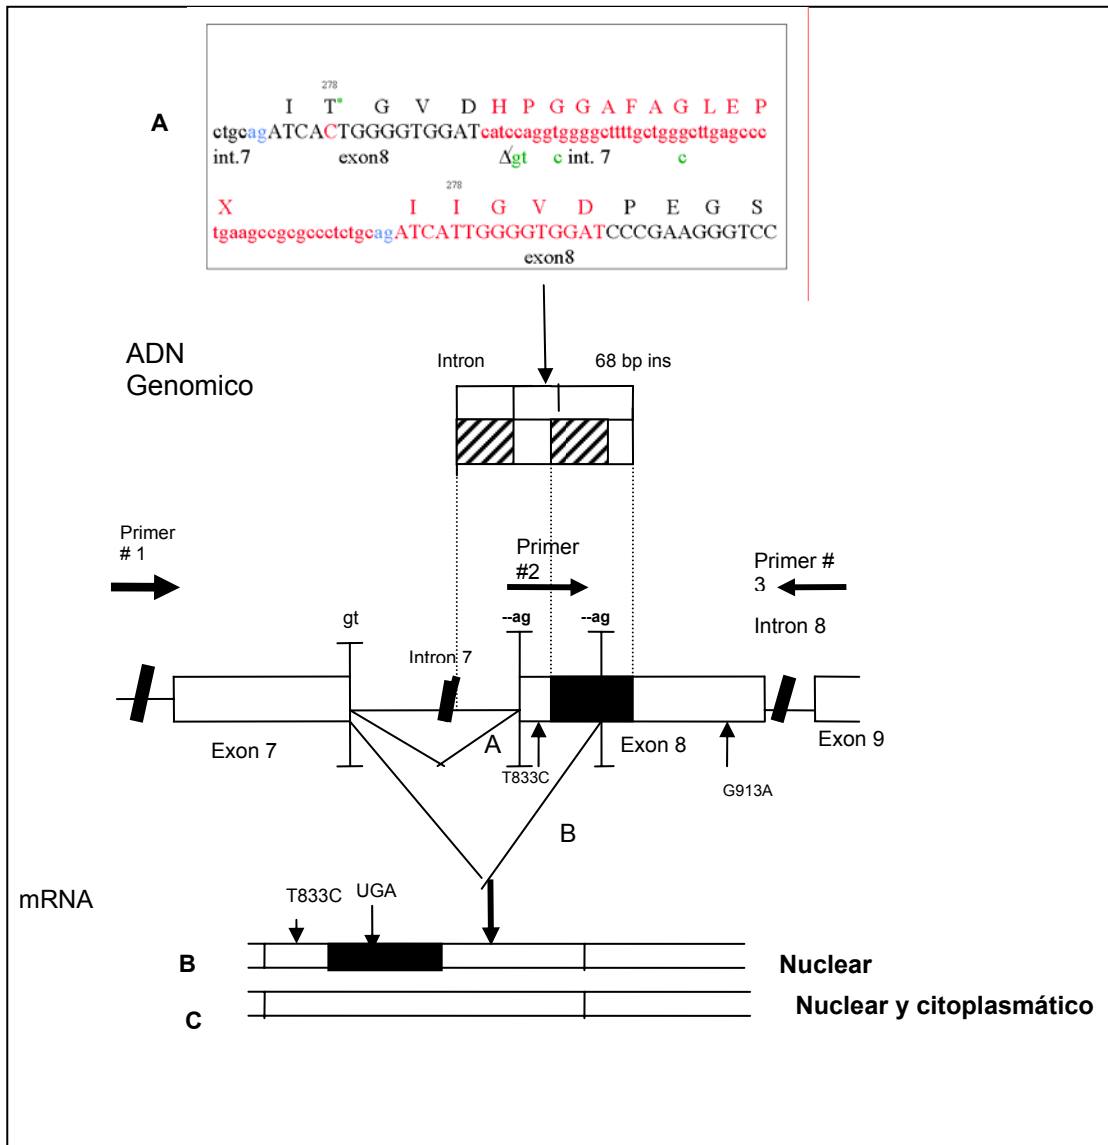 278
I T* G V D H P G G A F A G L E P
A
ctgcagATCACTGGGGTGGATcatccaggtggggcttttgctgggcttgagccc
int.7 exon8 Δgt c int. 7 c
278
X I I G V D P E G S
tgaagccgcgccctctgcagATCATTGGGGTGGATCCCGAAGGGTCC
exon8
ADN
Genomico
Intron 68 bp ins
Primer
# 1
Primer
#2
Primer #
3
Intron 8
gt --ag --ag
Intron 7
Exon 7 A T833C Exon 8 G913A Exon 9
B
mRNA
T833C UGA
B Nuclear
C Nuclear y citoplasmático